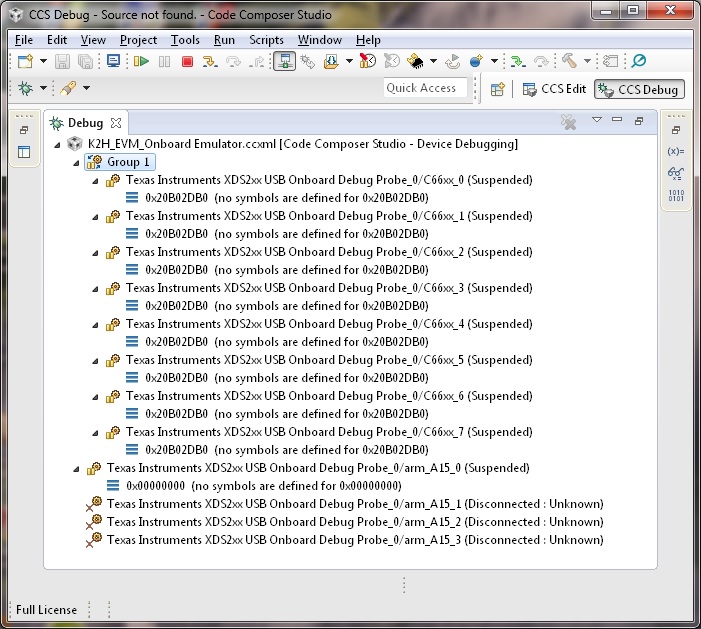 CCS Debug - Source not found. - Code Composer Studio
File Edit View Project Tools Run Scripts Window Help
Quick Access CCS Edit CCS Debug
Debug
K2H_EVM_Onboard Emulator.ccxml [Code Composer Studio - Device Debugging]
Group 1
Texas Instruments XDS2xx USB Onboard Debug Probe_0/C66xx_0 (Suspended)
0x20B02DB0 (no symbols are defined for 0x20B02DB0)
Texas Instruments XDS2xx USB Onboard Debug Probe_0/C66xx_1 (Suspended)
0x20B02DB0 (no symbols are defined for 0x20B02DB0)
Texas Instruments XDS2xx USB Onboard Debug Probe_0/C66xx_2 (Suspended)
0x20B02DB0 (no symbols are defined for 0x20B02DB0)
Texas Instruments XDS2xx USB Onboard Debug Probe_0/C66xx_3 (Suspended)
0x20B02DB0 (no symbols are defined for 0x20B02DB0)
Texas Instruments XDS2xx USB Onboard Debug Probe_0/C66xx_4 (Suspended)
0x20B02DB0 (no symbols are defined for 0x20B02DB0)
Texas Instruments XDS2xx USB Onboard Debug Probe_0/C66xx_5 (Suspended)
0x20B02DB0 (no symbols are defined for 0x20B02DB0)
Texas Instruments XDS2xx USB Onboard Debug Probe_0/C66xx_6 (Suspended)
0x20B02DB0 (no symbols are defined for 0x20B02DB0)
Texas Instruments XDS2xx USB Onboard Debug Probe_0/C66xx_7 (Suspended)
0x20B02DB0 (no symbols are defined for 0x20B02DB0)
Texas Instruments XDS2xx USB Onboard Debug Probe_0/arm_A15_0 (Suspended)
0x00000000 (no symbols are defined for 0x00000000)
Texas Instruments XDS2xx USB Onboard Debug Probe_0/arm_A15_1 (Disconnected : Unknown)
Texas Instruments XDS2xx USB Onboard Debug Probe_0/arm_A15_2 (Disconnected : Unknown)
Texas Instruments XDS2xx USB Onboard Debug Probe_0/arm_A15_3 (Disconnected : Unknown)
(x)=
1010
0101
Full License